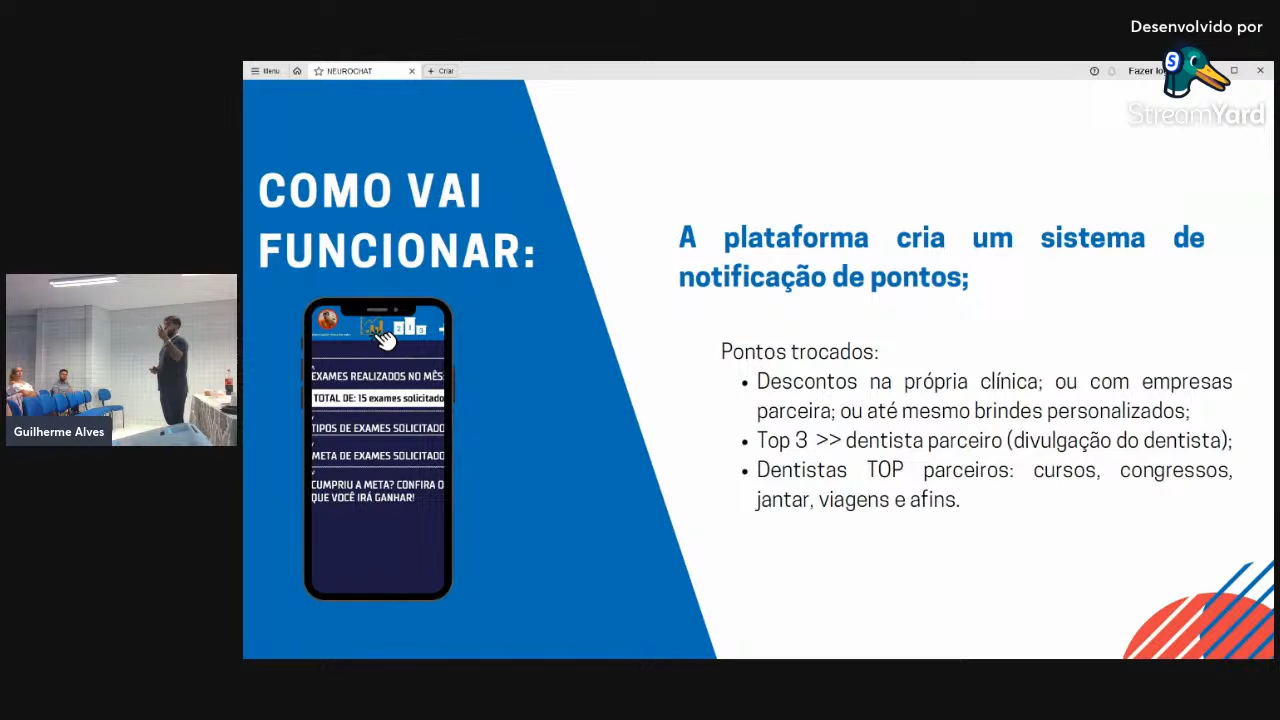 Desenvolvido por
StreamYard
Menu
NEUROCHAT
Criar
COMO VAI
FUNCIONAR:
EXAMES REALIZADOS NO MÊS:
TOTAL DE: 15 exames solicitado
TIPOS DE EXAMES SOLICITADO
META DE EXAMES SOLICITADO
CUMPRIU A META? CONFIRA O
QUE VOCÊ IRÁ GANHAR!
A plataforma cria um sistema de
notificação de pontos;
Pontos trocados:
• Descontos na própria clínica; ou com empresas
parceira; ou até mesmo brindes personalizados;
• Top 3 >> dentista parceiro (divulgação do dentista);
• Dentistas TOP parceiros: cursos, congressos,
jantar, viagens e afins.
Guilherme Alves
Fazer lo